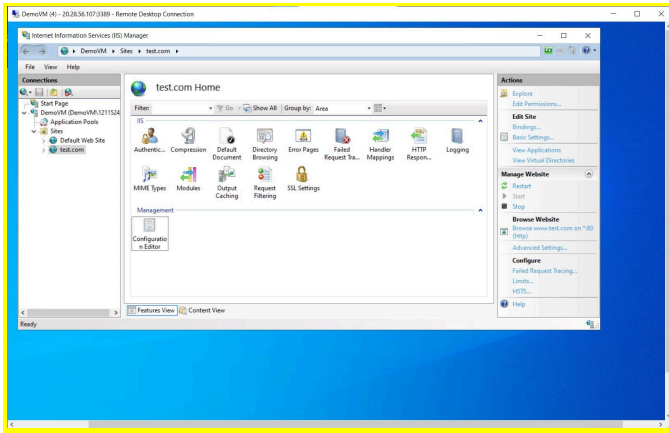 DemoVM (4) - 20.28.56.107:3389 - Remote Desktop Connection
Internet Information Services (IIS) Manager
DemoVM
Sites
test.com
File View Help
Connections
Start Page
DemoVM (DemoVM\1211524
Application Pools
Sites
Default Web Site
test.com
test.com Home
Filter: Go Show All Group by: Area
IIS
Authentic... Compression Default Document Directory Browsing Error Pages Failed Request Tra... Handler Mappings HTTP Respon... Logging
MIME Types Modules Output Caching Request Filtering SSL Settings
Management
Configuratio
n Editor
Features View Content View
Actions
Explore
Edit Permissions...
Edit Site
Bindings...
Basic Settings...
View Applications
View Virtual Directories
Manage Website
Restart
Start
Stop
Browse Website
Browse www.test.com on *:80
(http)
Advanced Settings...
Configure
Failed Request Tracing...
Limits...
HSTS...
Help
Ready